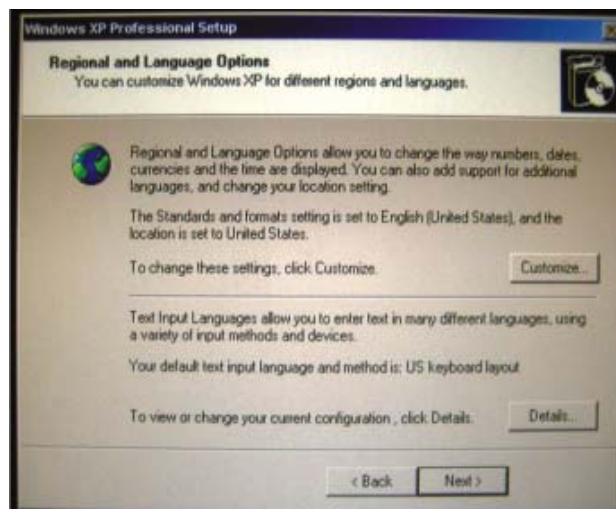 Windows XP Professional Setup
Regional and Language Options
You can customize Windows XP for different regions and languages.
Regional and Language Options allow you to change the way numbers, dates,
currencies and the time are displayed. You can also add support for additional
languages, and change your location setting.
The Standards and formats setting is set to English (United States), and the
location is set to United States.
To change these settings, click Customize.
Customize...
Text Input Languages allow you to enter text in many different languages, using
a variety of input methods and devices.
Your default text input language and method is: US keyboard layout
To view or change your current configuration , click Details.
Details...
< Back
Next >